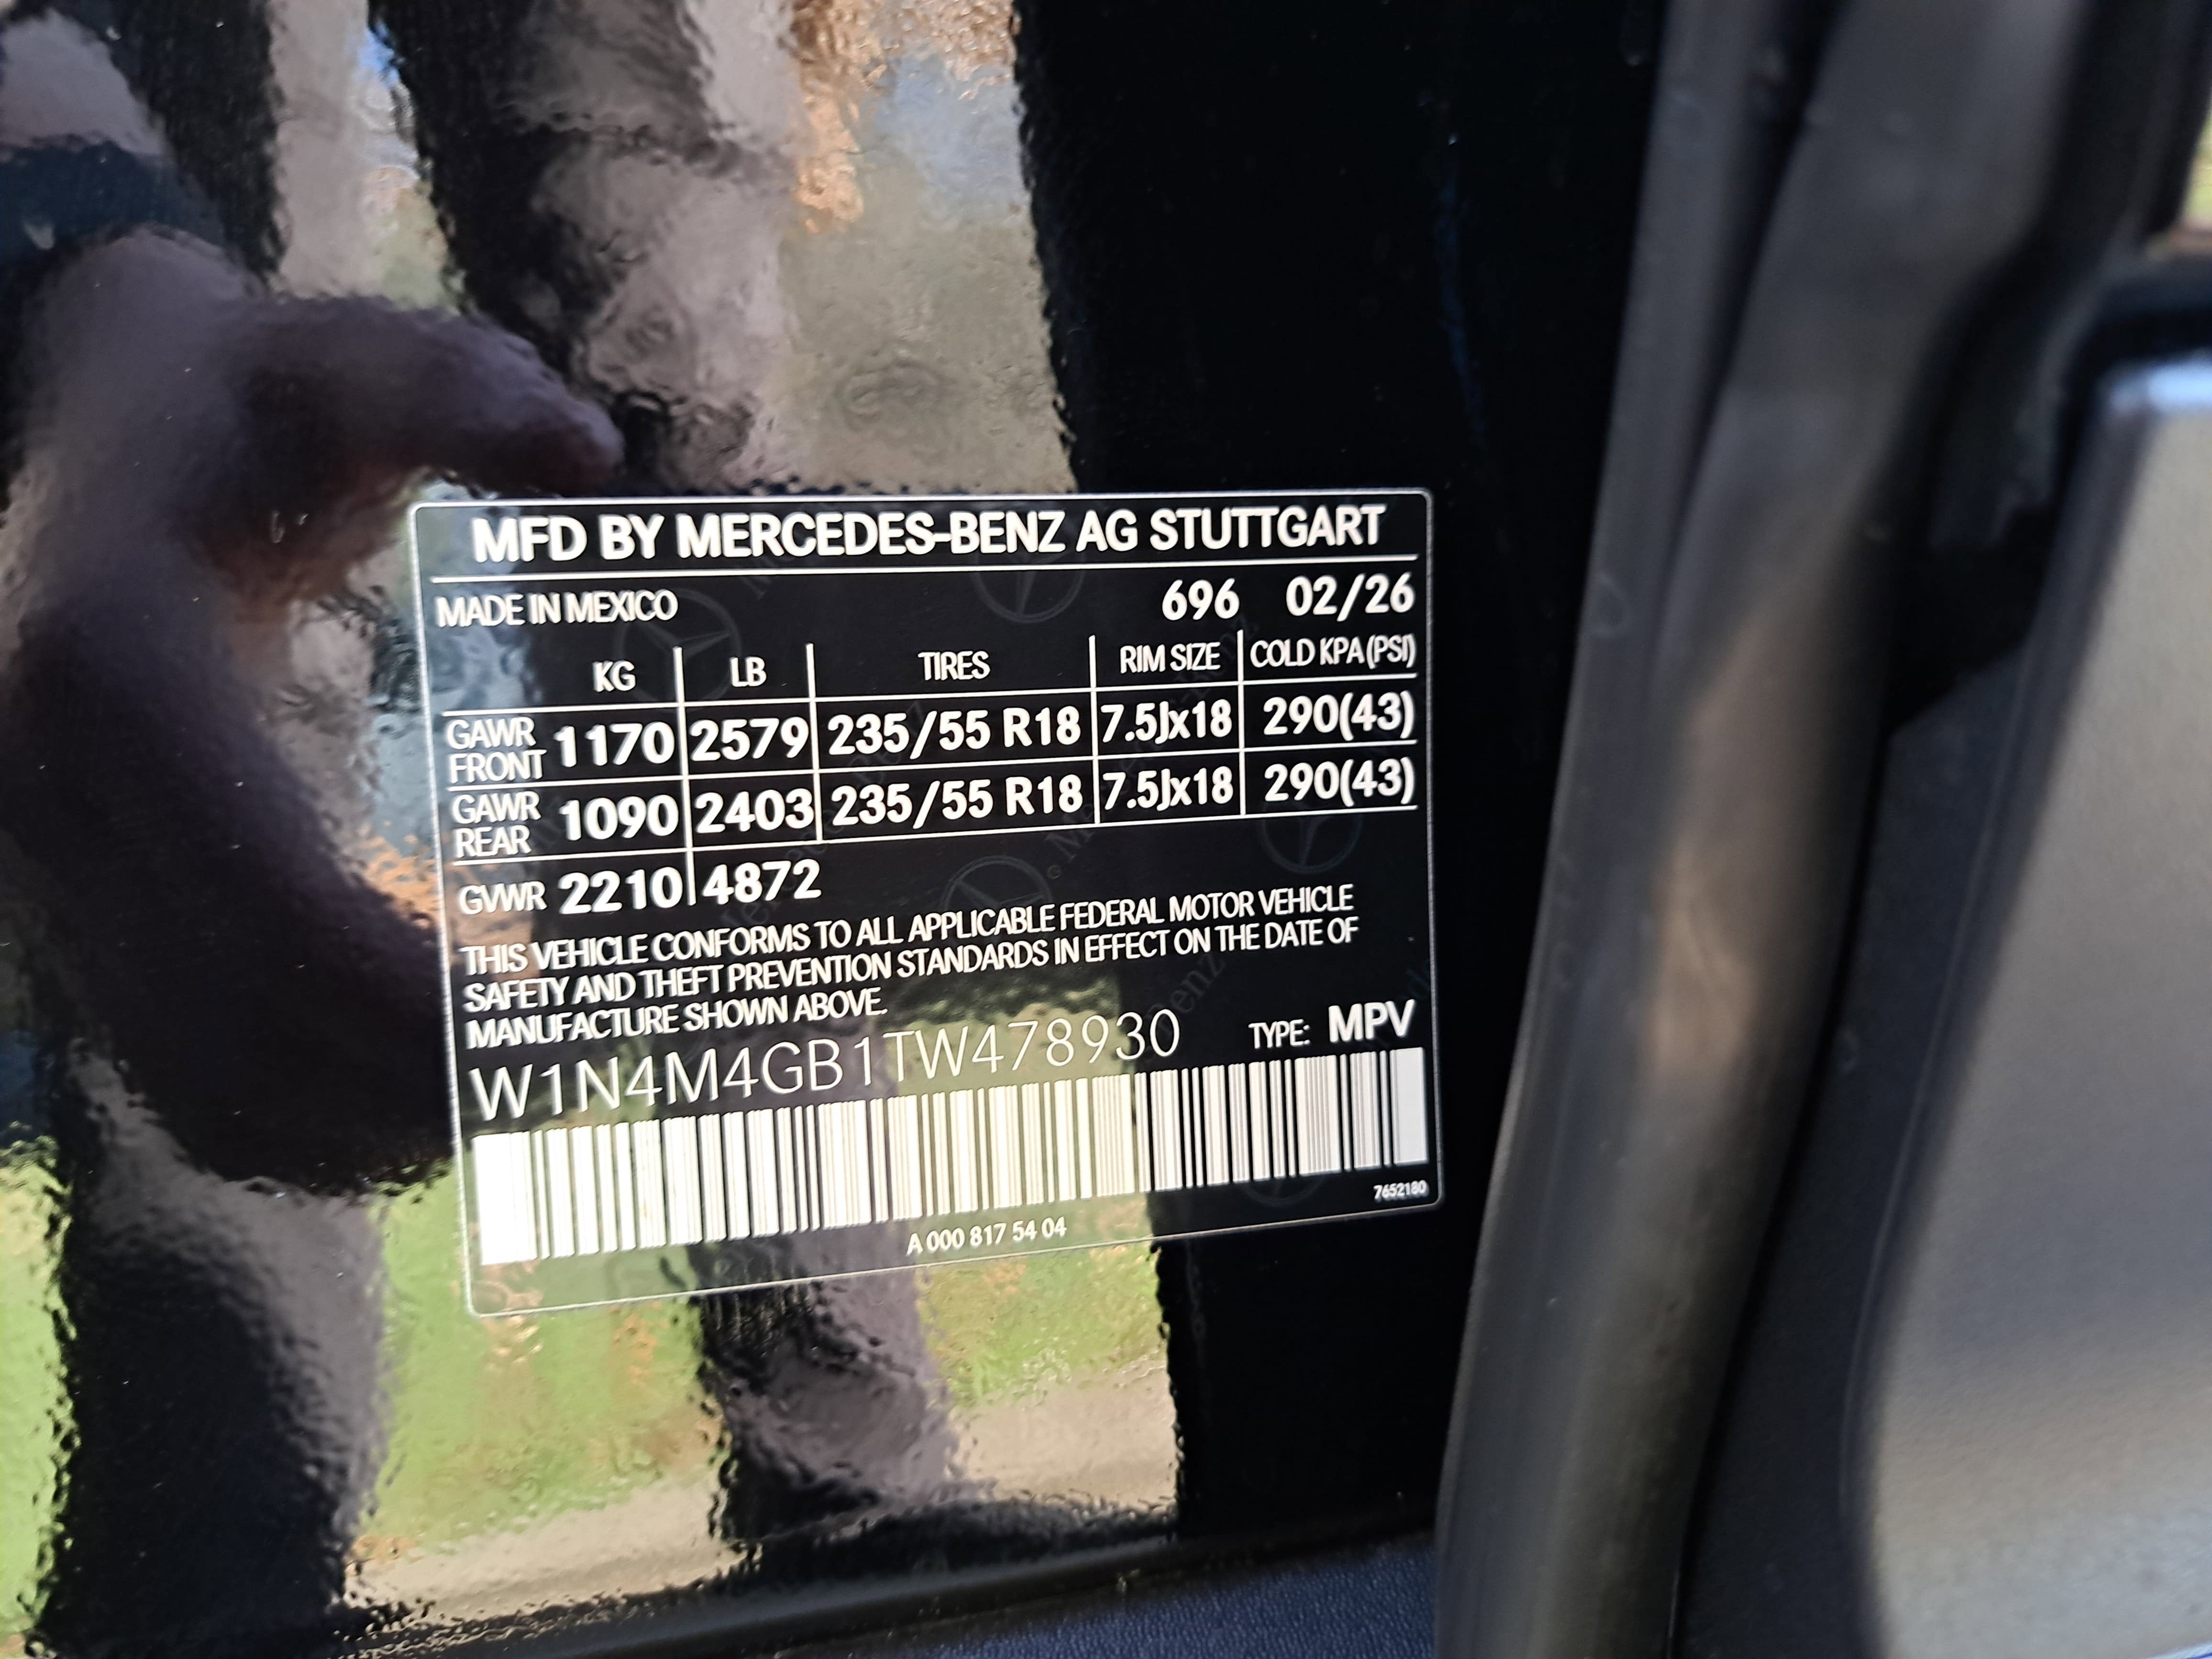 MFD BY MERCEDES-BENZ AG STUTTGART
MADE IN MEXICO 696 02/26
KG LB TIRES RIM SIZE COLD KPA(PSI)
GAWR FRONT 1170 2579 235/55 R18 7.5Jx18 290(43)
GAWR REAR 1090 2403 235/55 R18 7.5Jx18 290(43)
GVWR 2210 4872
THIS VEHICLE CONFORMS TO ALL APPLICABLE FEDERAL MOTOR VEHICLE
SAFETY AND THEFT PREVENTION STANDARDS IN EFFECT ON THE DATE OF
MANUFACTURE SHOWN ABOVE.
W1N4M4GB1TW478930 TYPE: MPV
7652180
A 000 817 54 04